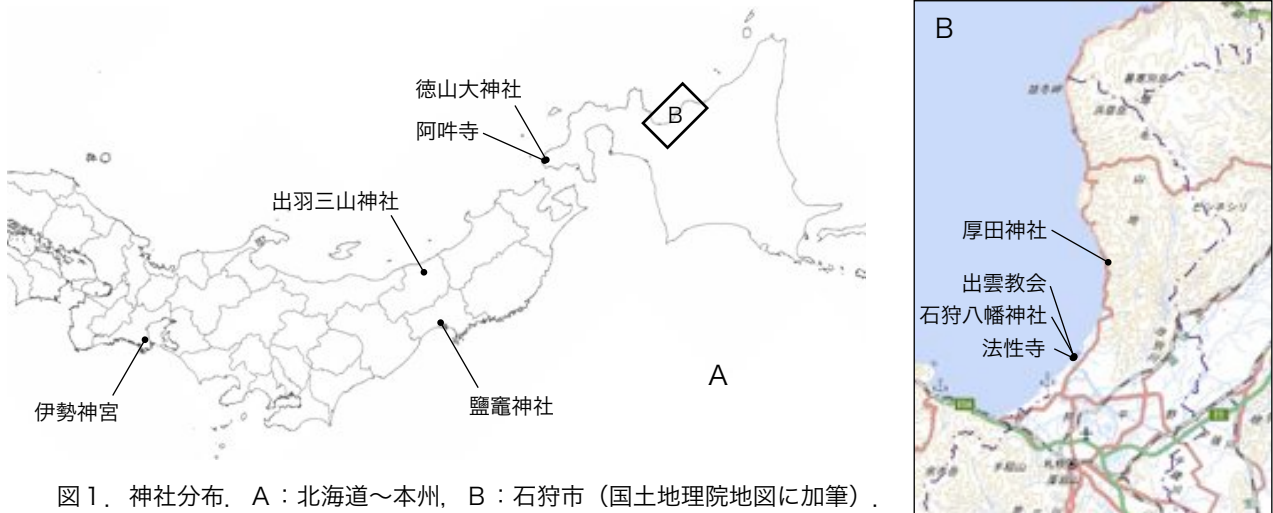 徳山大神社
阿吽寺
B
出羽三山神社
伊勢神宮
鹽竈神社
A
B
厚田神社
出雲教会
石狩八幡神社
法性寺
図1. 神社分布. A:北海道〜本州, B:石狩市(国土地理院地図に加筆).